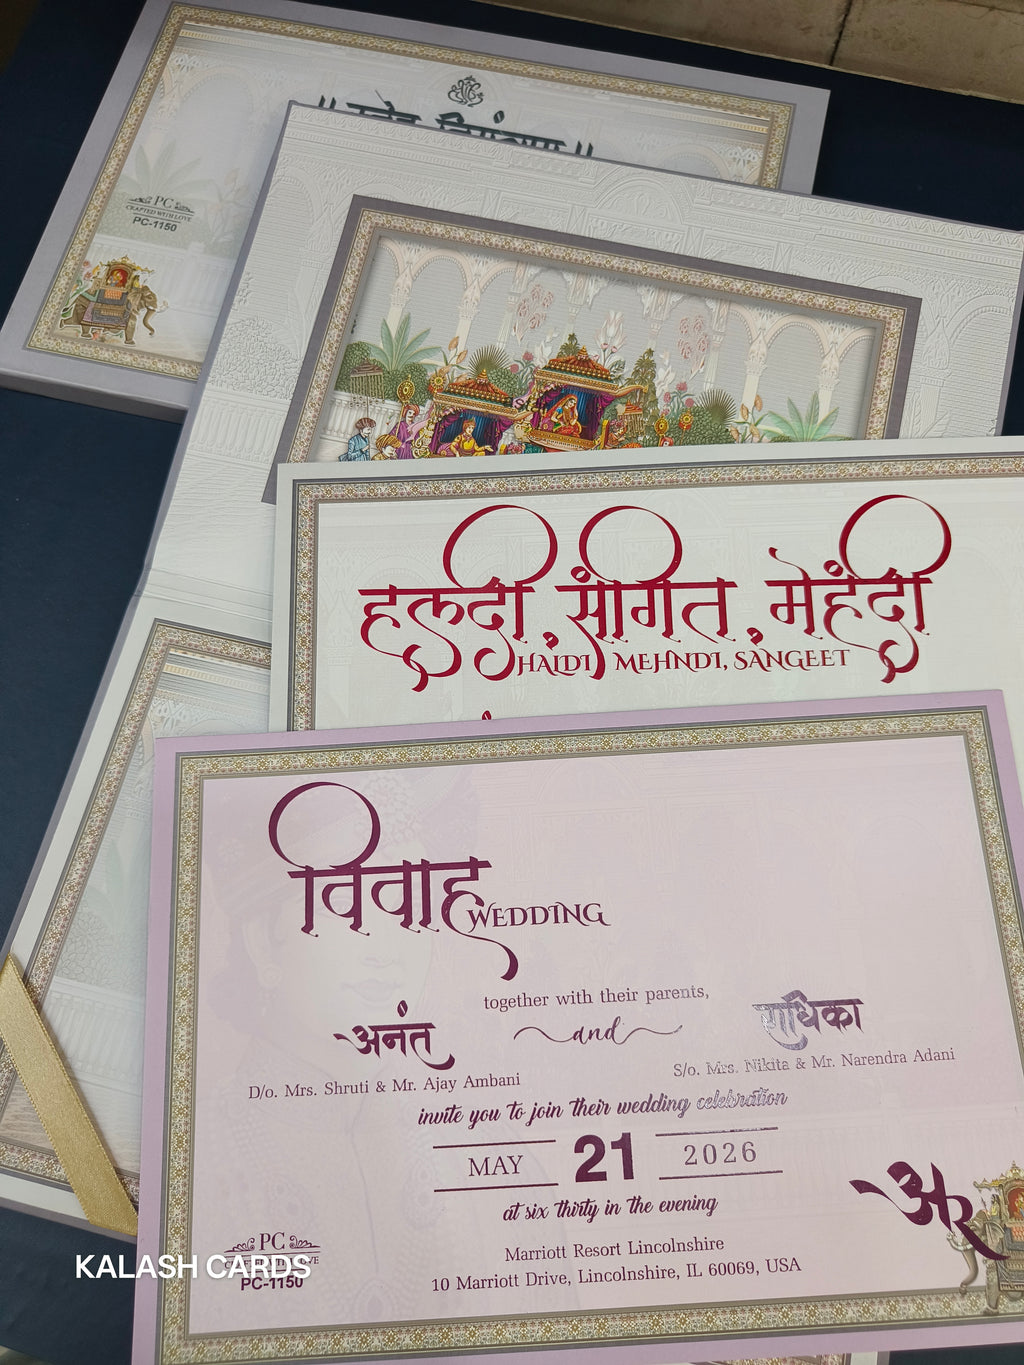 PC
CRAFTED WITH LOVE
PC-1150
हलदी, संगित, मेहंदी
HALDI MEHNDI, SANGEET
विवाह
WEDDING
together with their parents,
अनंत
and
राधिका
D/o. Mrs. Shruti & Mr. Ajay Ambani
S/o. Mrs. Nikita & Mr. Narendra Adani
invite you to join their wedding celebration
MAY 21 2026
at six thirty in the evening
Marriott Resort Lincolnshire
10 Marriott Drive, Lincolnshire, IL 60069, USA
अर
PC
PC-1150
KALASH CARDS